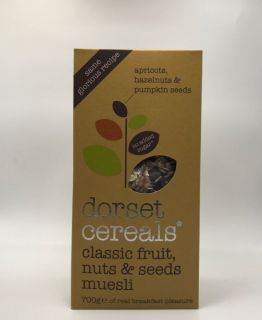 same
glorious recipe
apricots,
hazelnuts &
pumpkin seeds
no added
sugar*
dorset
cereals®
classic fruit,
nuts & seeds
muesli
700g℮ of real breakfast pleasure